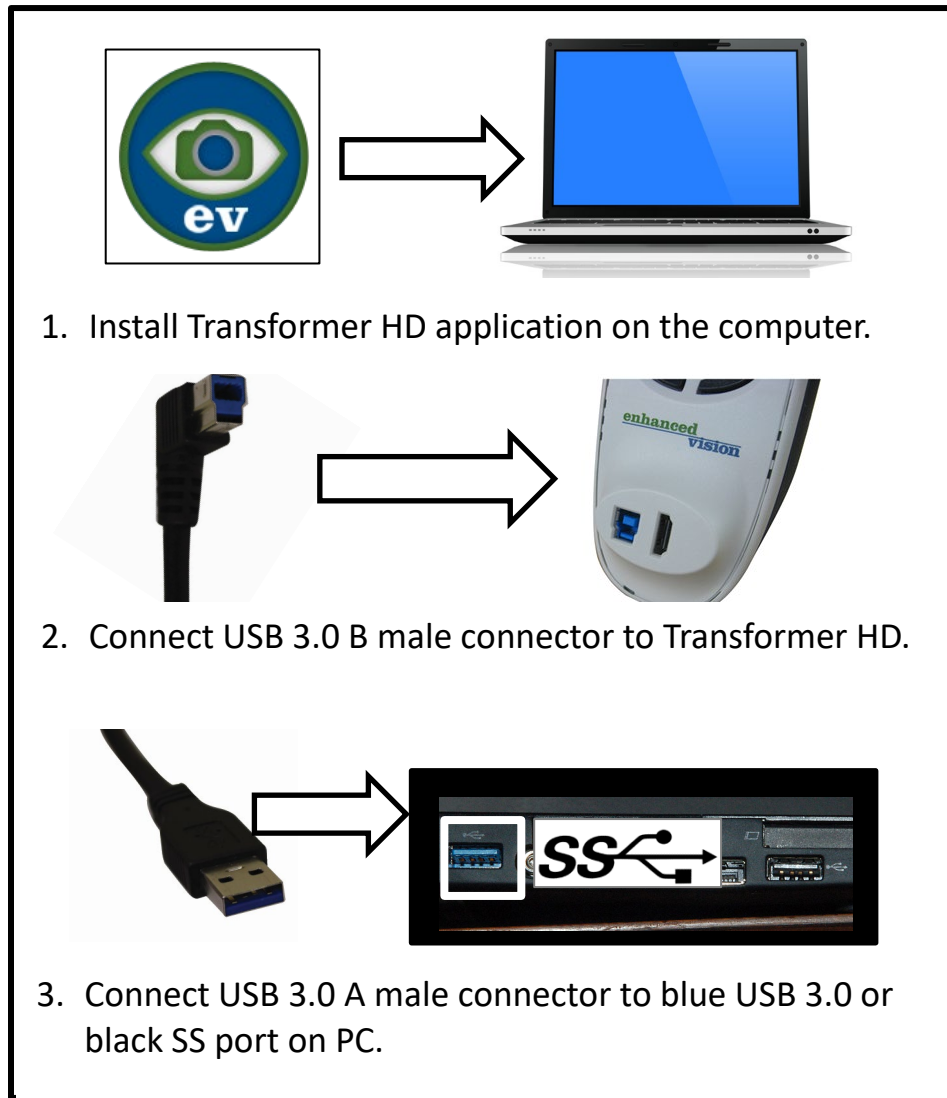 ev
1. Install Transformer HD application on the computer.
enhanced
vision
2. Connect USB 3.0 B male connector to Transformer HD.
SS
3. Connect USB 3.0 A male connector to blue USB 3.0 or
black SS port on PC.